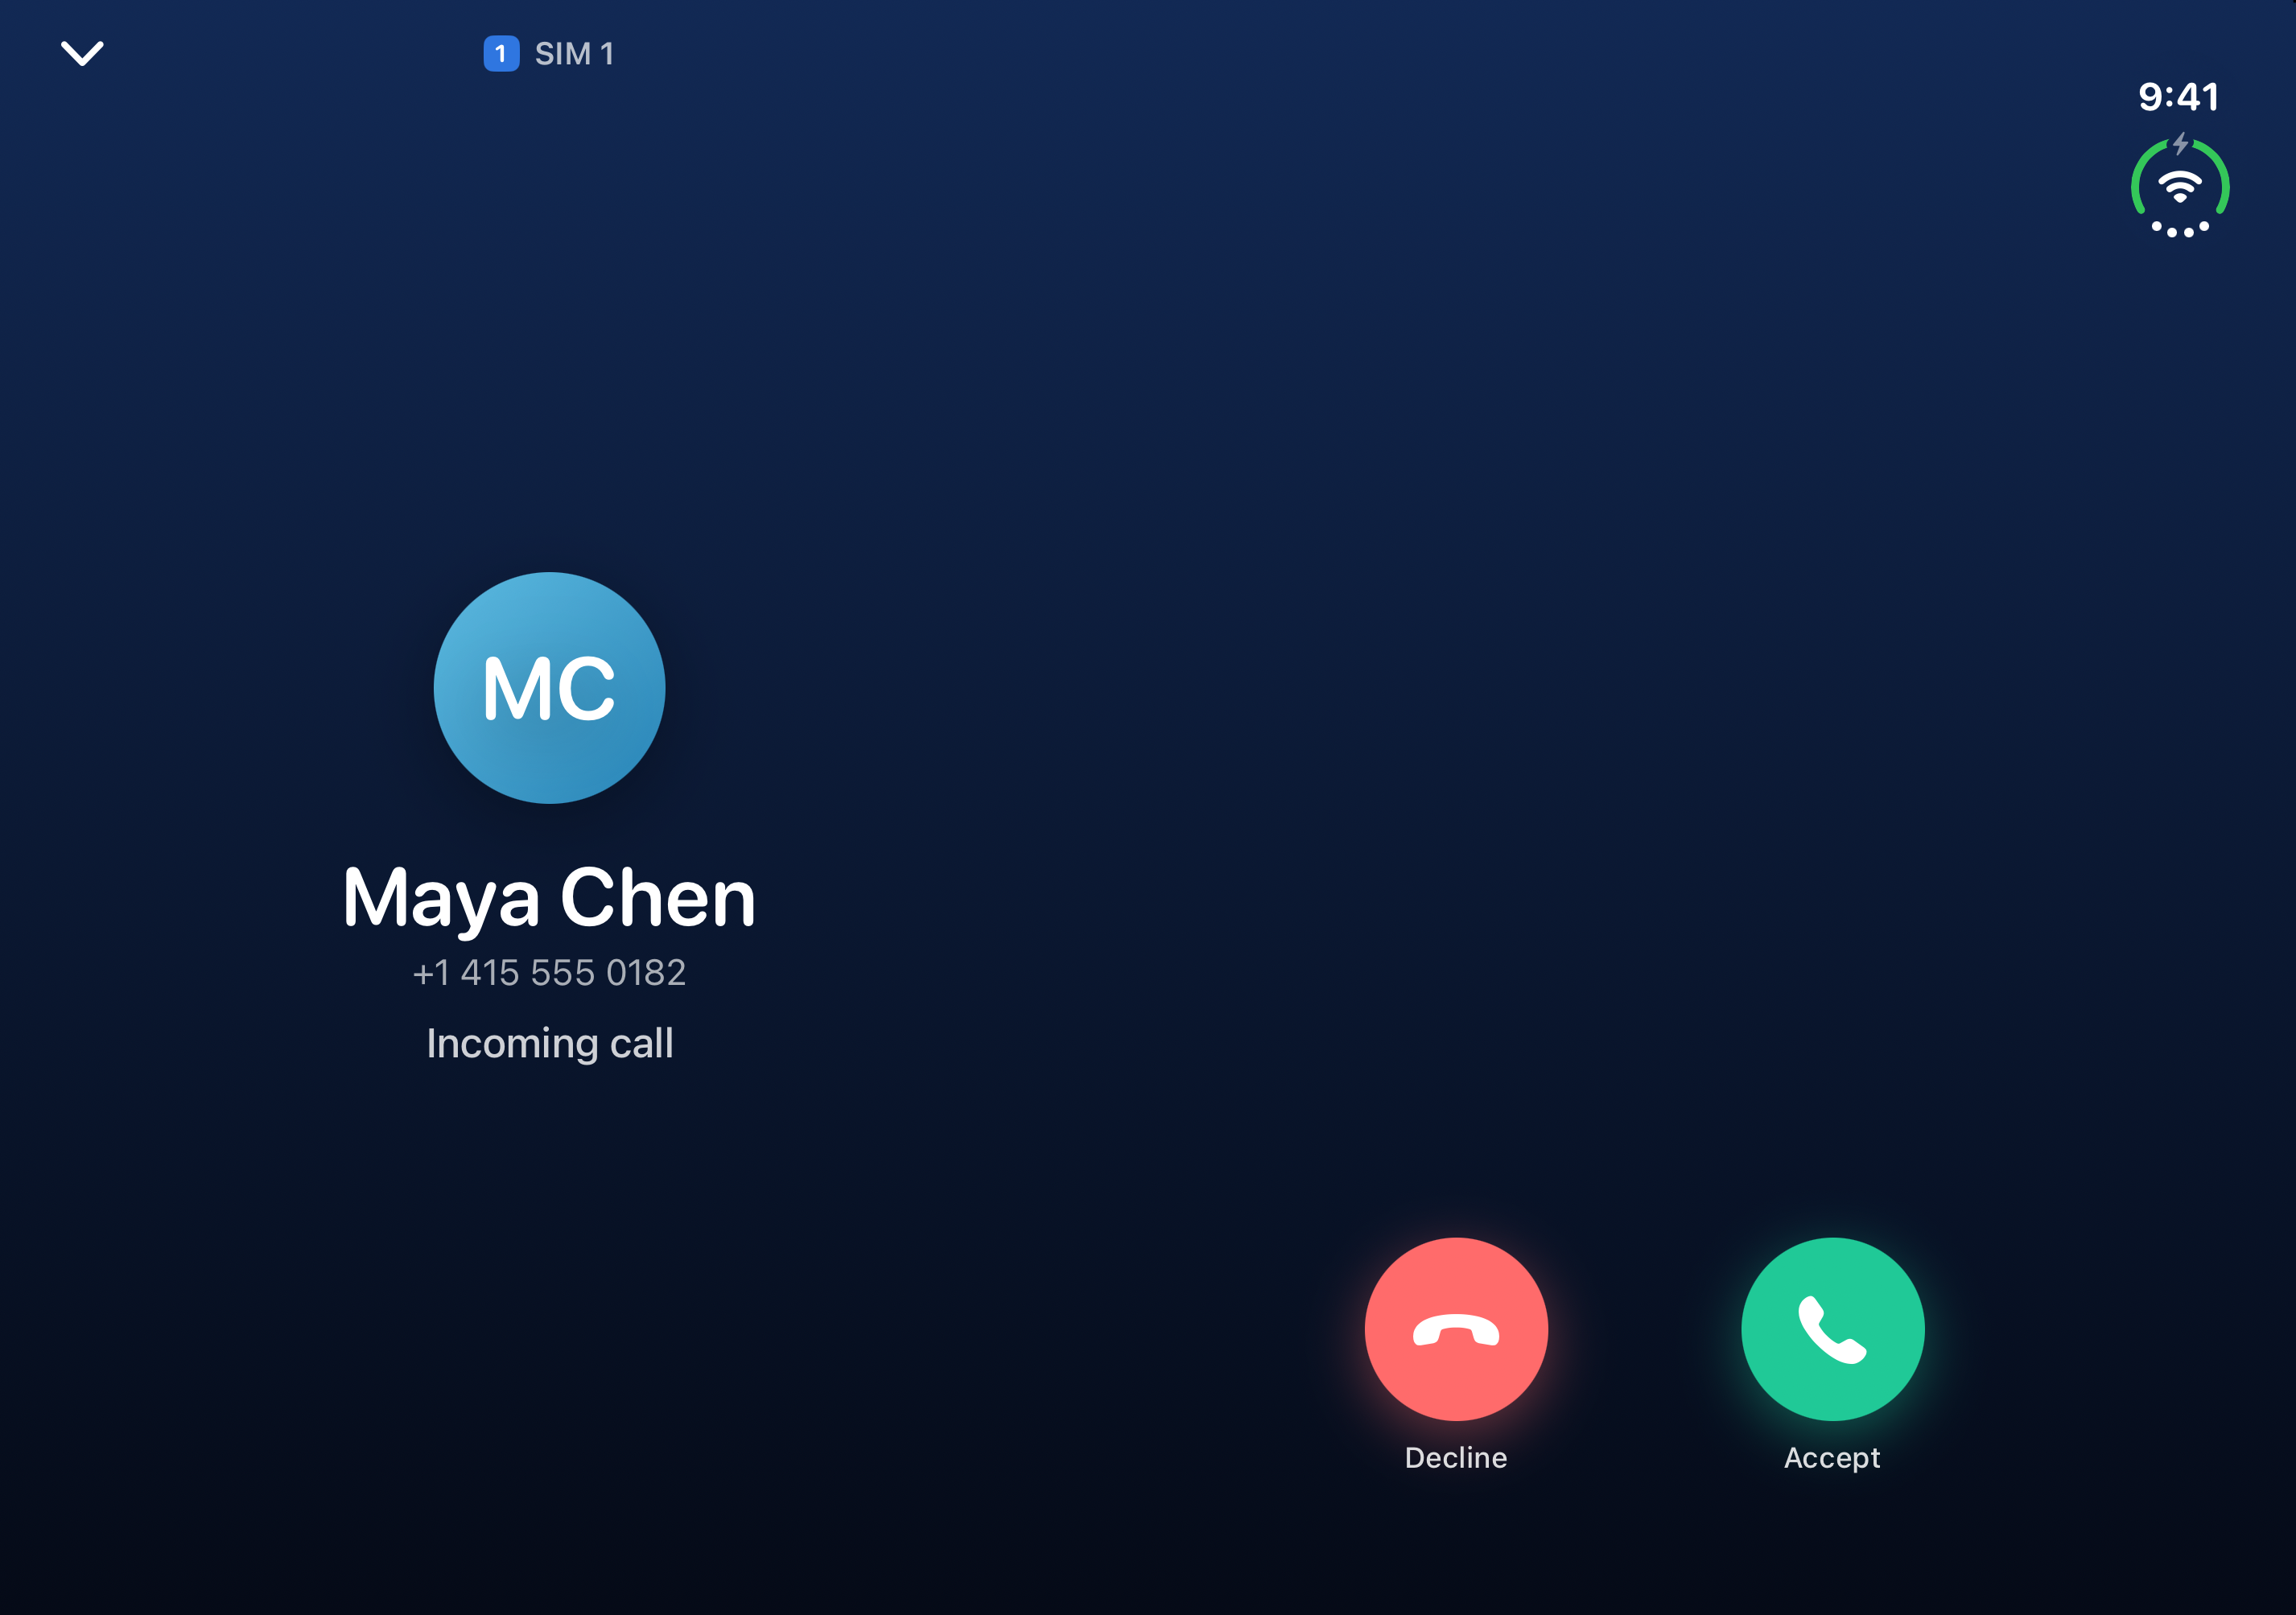 1 SIM 1
9:41
MC
Maya Chen
+1 415 555 0182
Incoming call
Decline
Accept